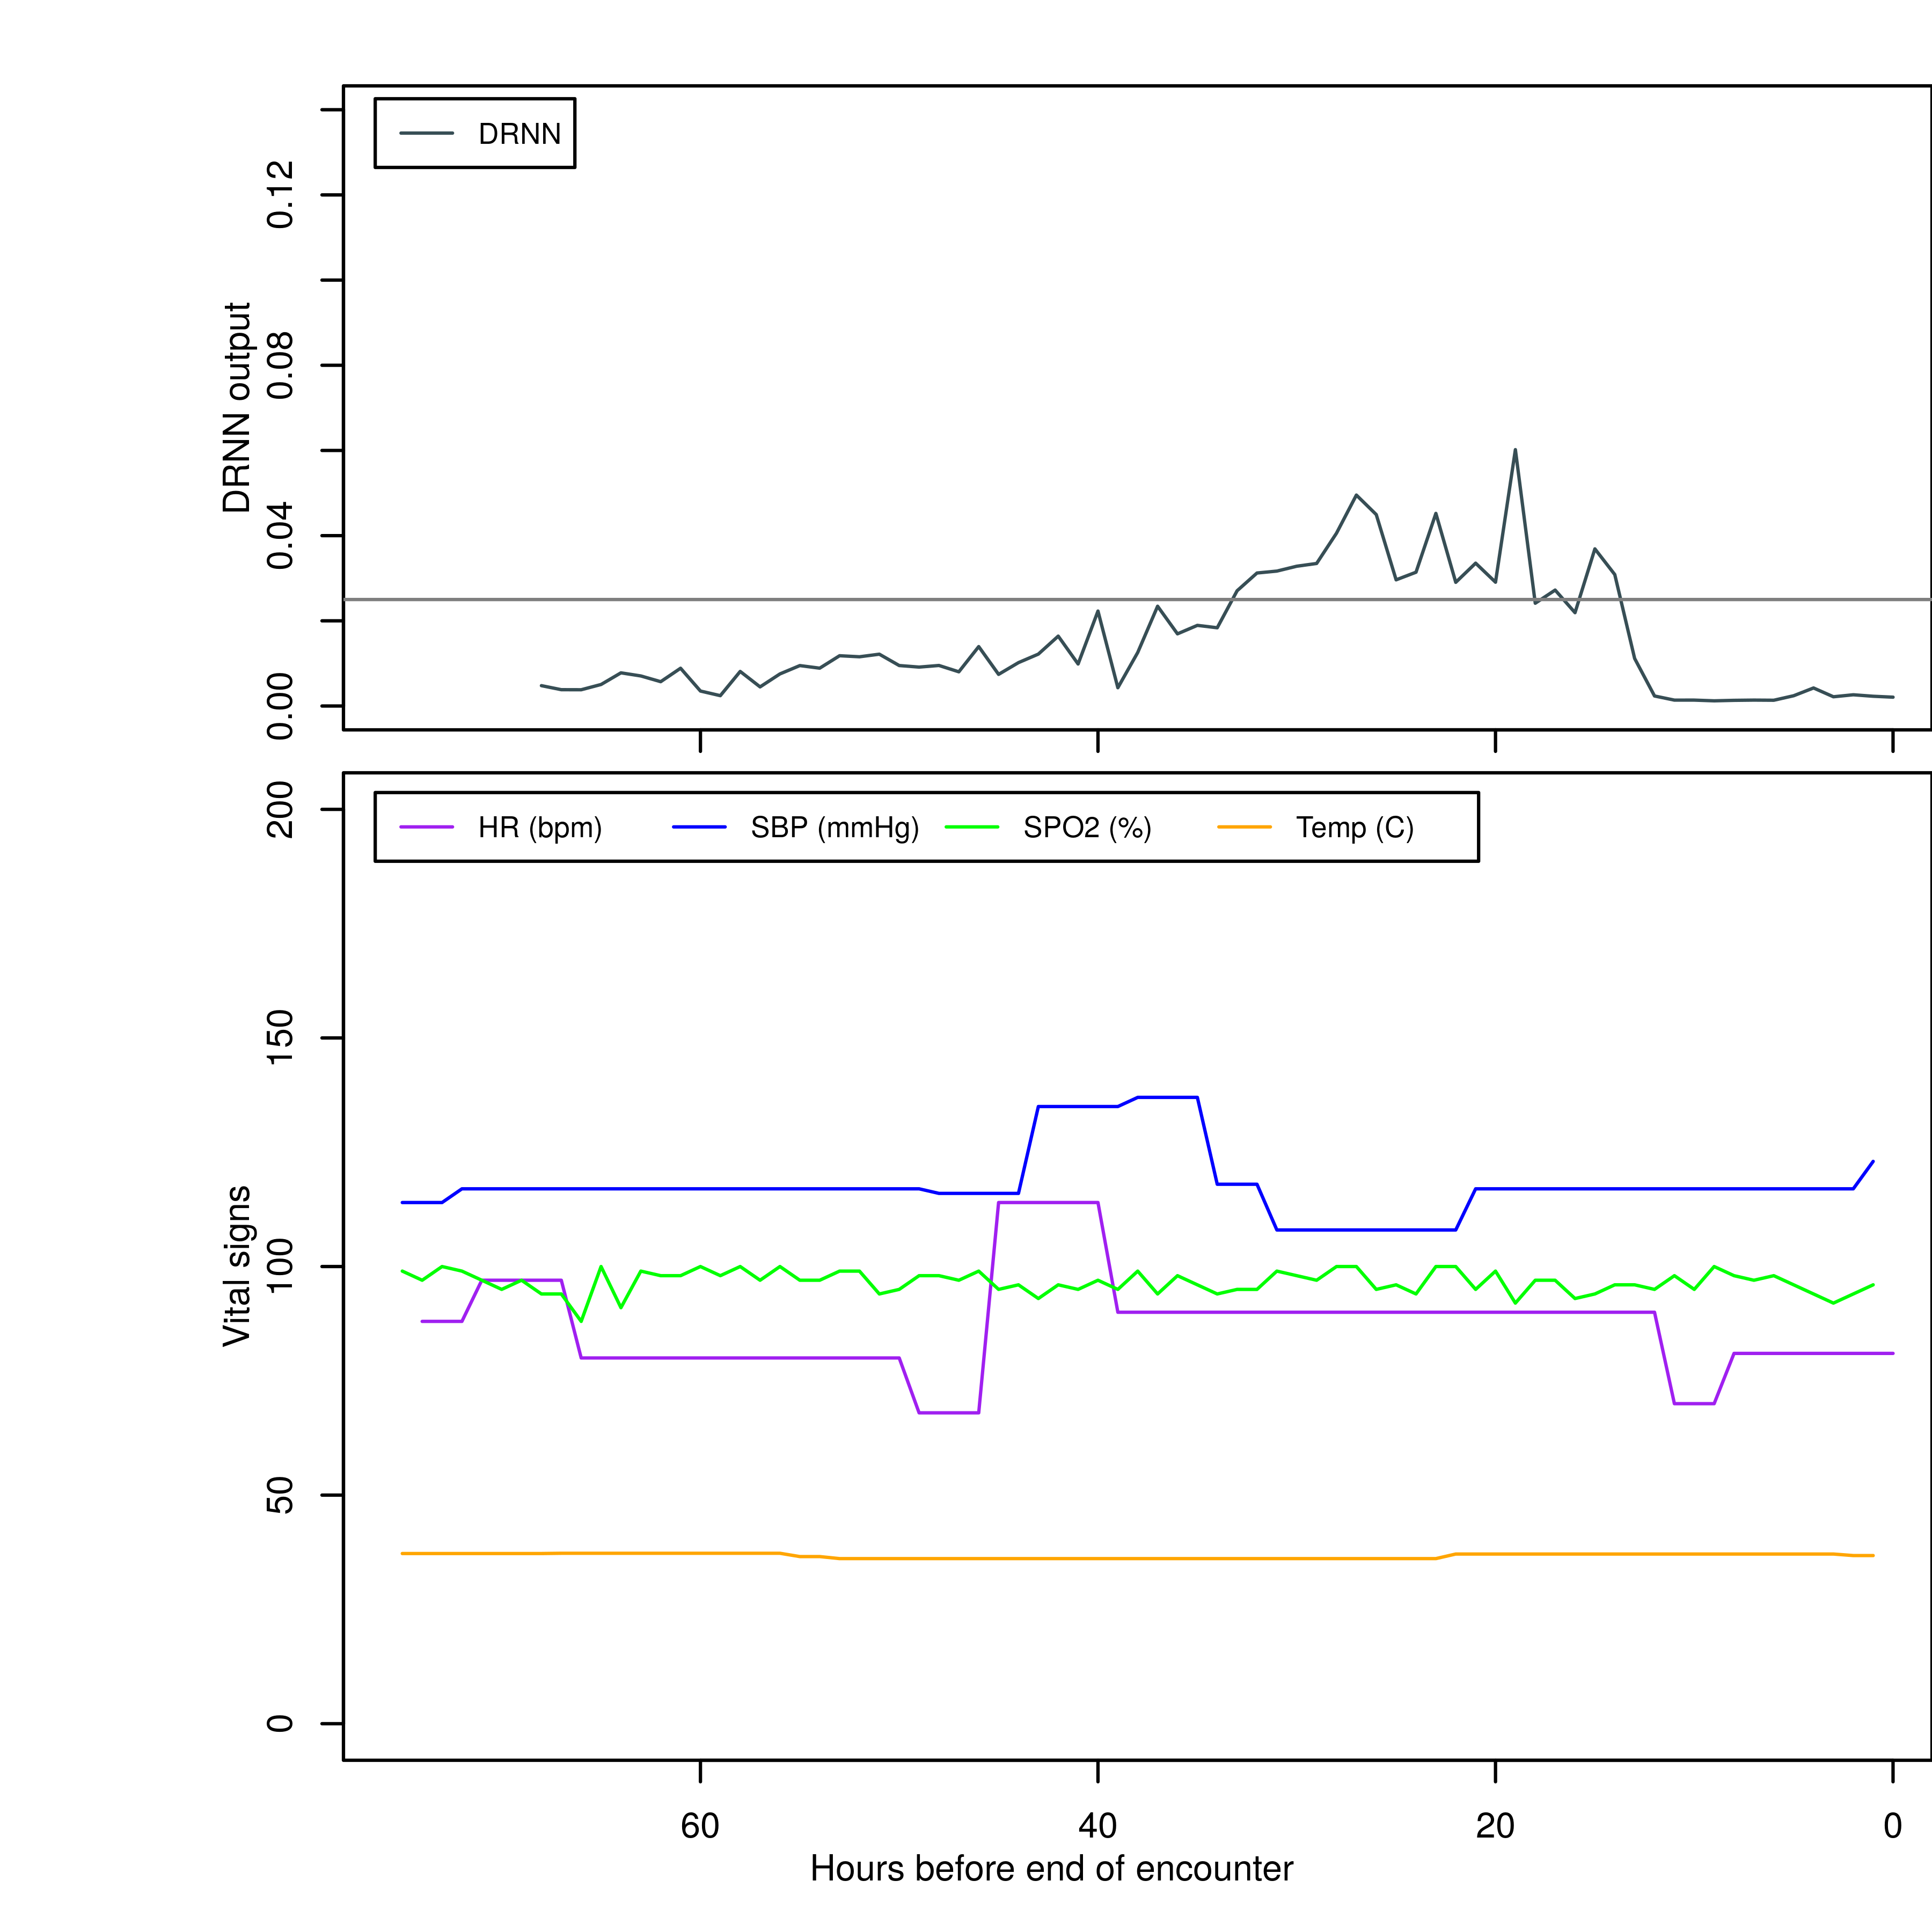 DRNN
DRNN output
0.12
0.08
0.04
0.00
HR (bpm) SBP (mmHg) SPO2 (%) Temp (C)
Vital signs
200
150
100
50
0
60 40 20 0
Hours before end of encounter